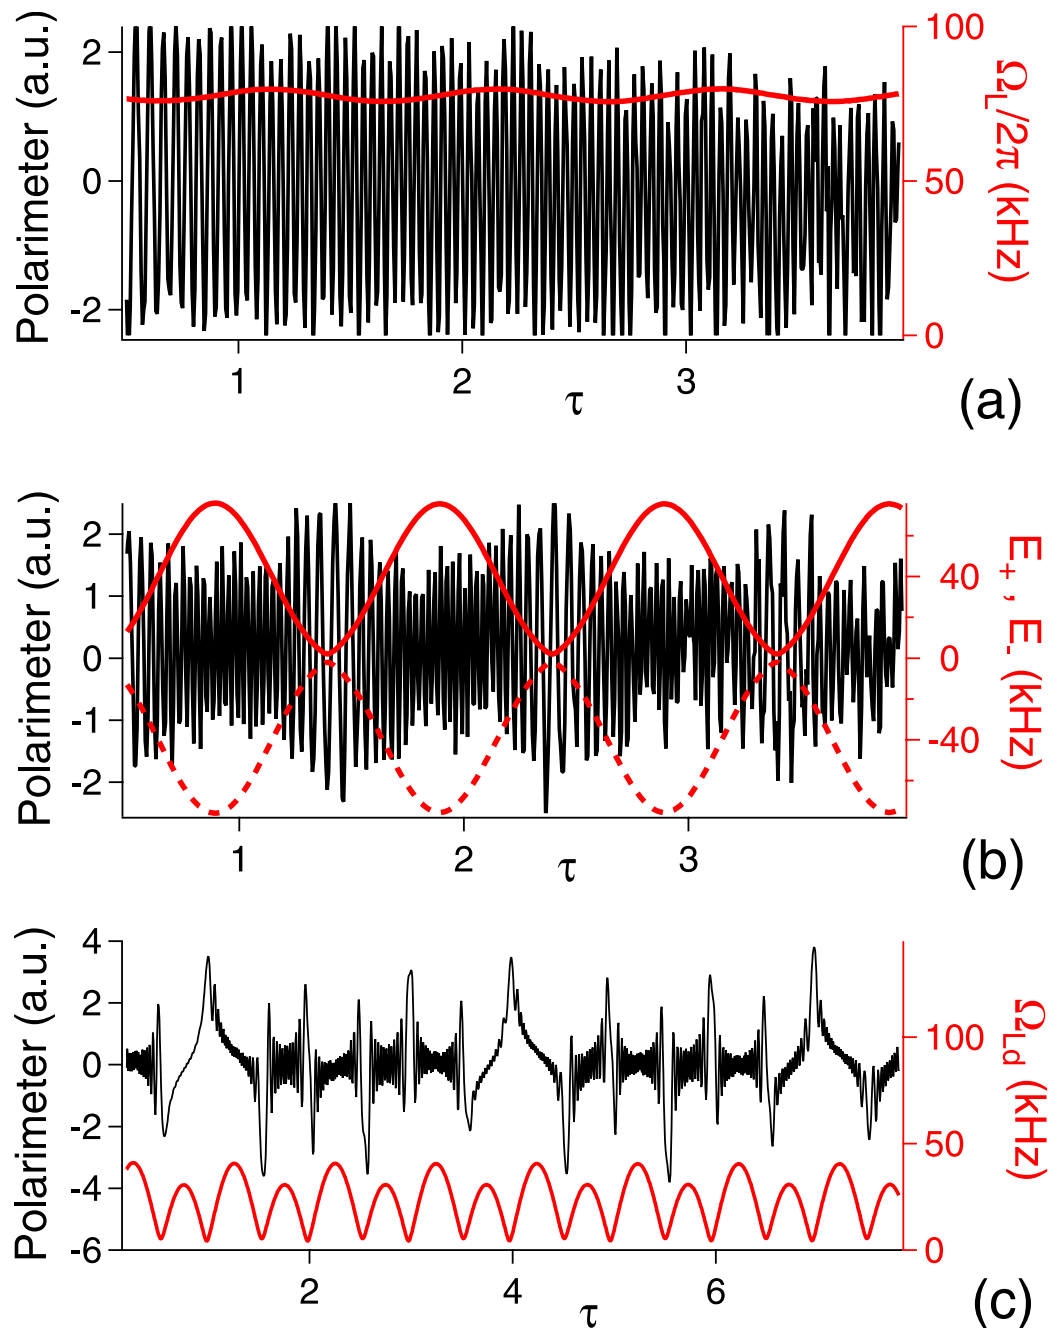 Polarimeter (a.u.)
2
0
-2
100
50
0
Ω_L/2π (kHz)
1
2
3
τ
(a)
Polarimeter (a.u.)
2
1
0
-1
-2
40
0
-40
E_+, E_- (kHz)
1
2
3
τ
(b)
Polarimeter (a.u.)
4
2
0
-2
-4
-6
100
50
0
Ω_Ld (kHz)
2
4
6
τ
(c)